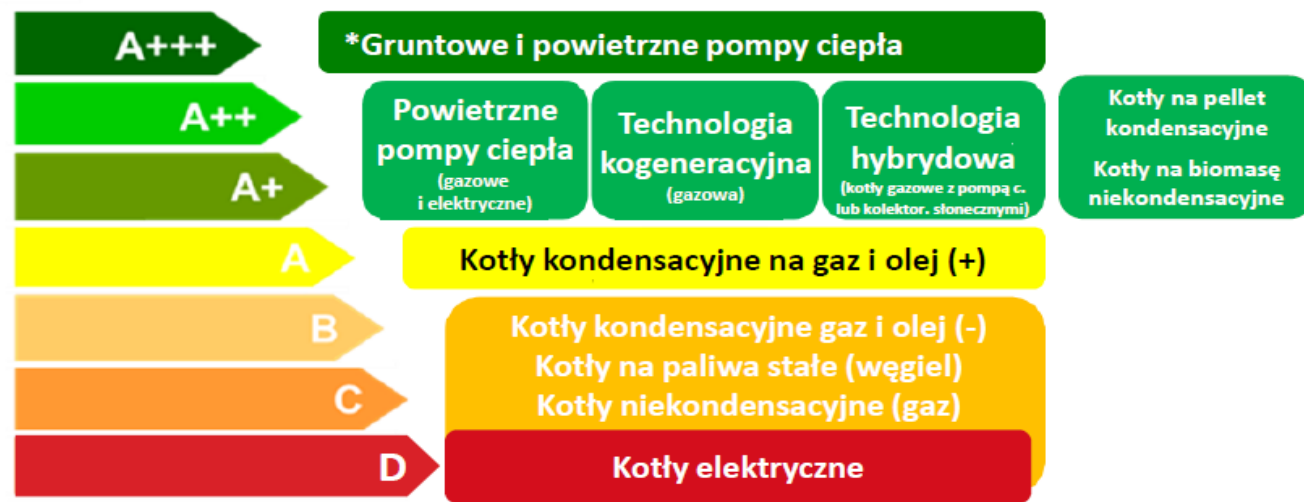 A+++
*Gruntowe i powietrzne pompy ciepła
A++
A+
Powietrzne
pompy ciepła
(gazowe
i elektryczne)
Technologia
kogeneracyjna
(gazowa)
Technologia
hybrydowa
(kotły gazowe z pompą c.
lub kolektor. słonecznymi)
Kotły na pellet
kondensacyjne
Kotły na biomasę
niekondensacyjne
A
Kotły kondensacyjne na gaz i olej (+)
B
Kotły kondensacyjne gaz i olej (-)
Kotły na paliwa stałe (węgiel)
C
Kotły niekondensacyjne (gaz)
D
Kotły elektryczne